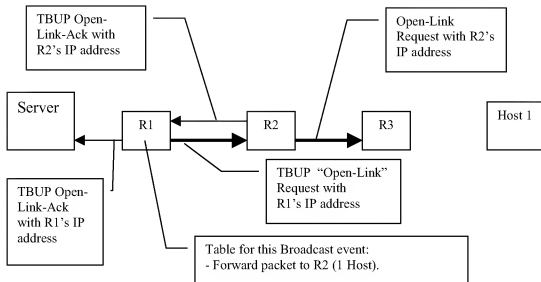 TBUP Open-
Link-Ack with
R2's IP address
Open-Link
Request with R2's
IP address
Server
R1
R2
R3
Host 1
TBUP Open-
Link-Ack
with R1's IP
address
TBUP “Open-Link”
Request with
R1's IP address
Table for this Broadcast event:
- Forward packet to R2 (1 Host).